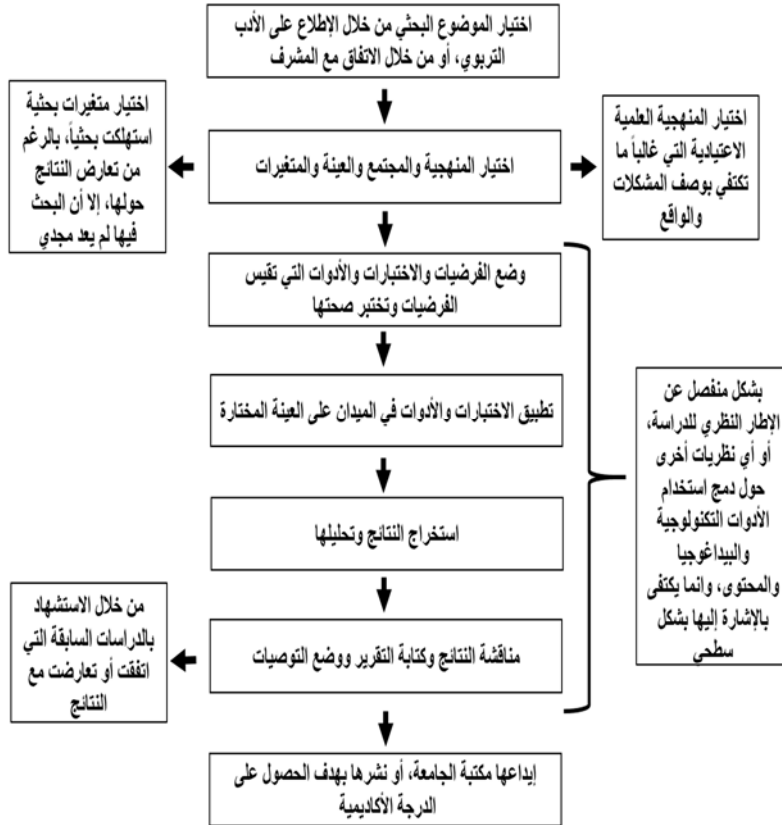 اختيار الموضوع البحثي من خلال الإطلاع على الأدب
التربوي، أو من خلال الاتفاق مع المشرف
اختيار المنهجية العلمية
الاعتيادية التي غالباً ما
تكتفي بوصف المشكلات
والواقع
اختيار المنهجية والمجتمع والعينة والمتغيرات
اختيار متغيرات بحثية
استهلكت بحثياً، بالرغم
من تعارض النتائج
حولها، إلا أن البحث
فيها لم يعد مجدي
وضع الفرضيات والاختبارات والأدوات التي تقيس
الفرضيات وتختبر صحتها
تطبيق الاختبارات والأدوات في الميدان على العينة المختارة
استخراج النتائج وتحليلها
بشكل منفصل عن
الإطار النظري للدراسة،
أو أي نظريات أخرى
حول دمج استخدام
الأدوات التكنولوجية
والبيداغوجيا
والمحتوى، وانما يكتفى
بالإشارة إليها بشكل
سطحي
مناقشة النتائج وكتابة التقرير ووضع التوصيات
من خلال الاستشهاد
بالدراسات السابقة التي
اتفقت أو تعارضت مع
النتائج
إيداعها مكتبة الجامعة، أو نشرها بهدف الحصول على
الدرجة الأكاديمية